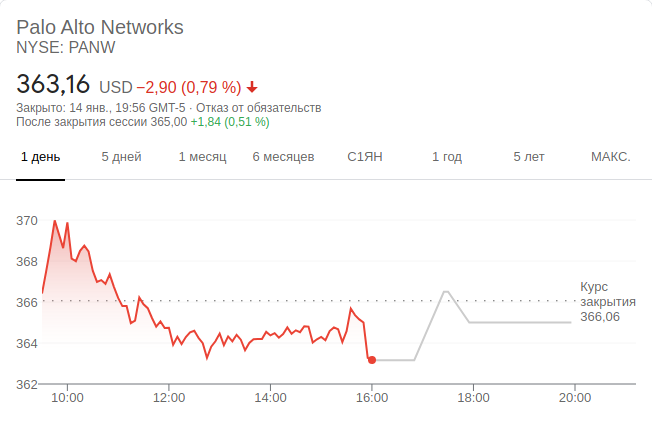 Palo Alto Networks
NYSE: PANW
363,16 USD −2,90 (0,79 %)
Закрыто: 14 янв., 19:56 GMT-5 · Отказ от обязательств
После закрытия сессии 365,00 +1,84 (0,51 %)
1 день 5 дней 1 месяц 6 месяцев С1ЯН 1 год 5 лет МАКС.
370
368
366
364
362
Курс
закрытия
366,06
10:00 12:00 14:00 16:00 18:00 20:00